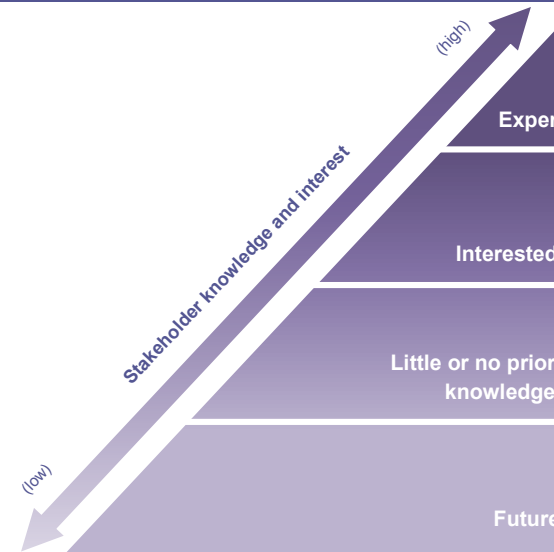 (high)
Exper
Stakeholder knowledge and interest
Interested
Little or no prior
knowledge
(low)
Future